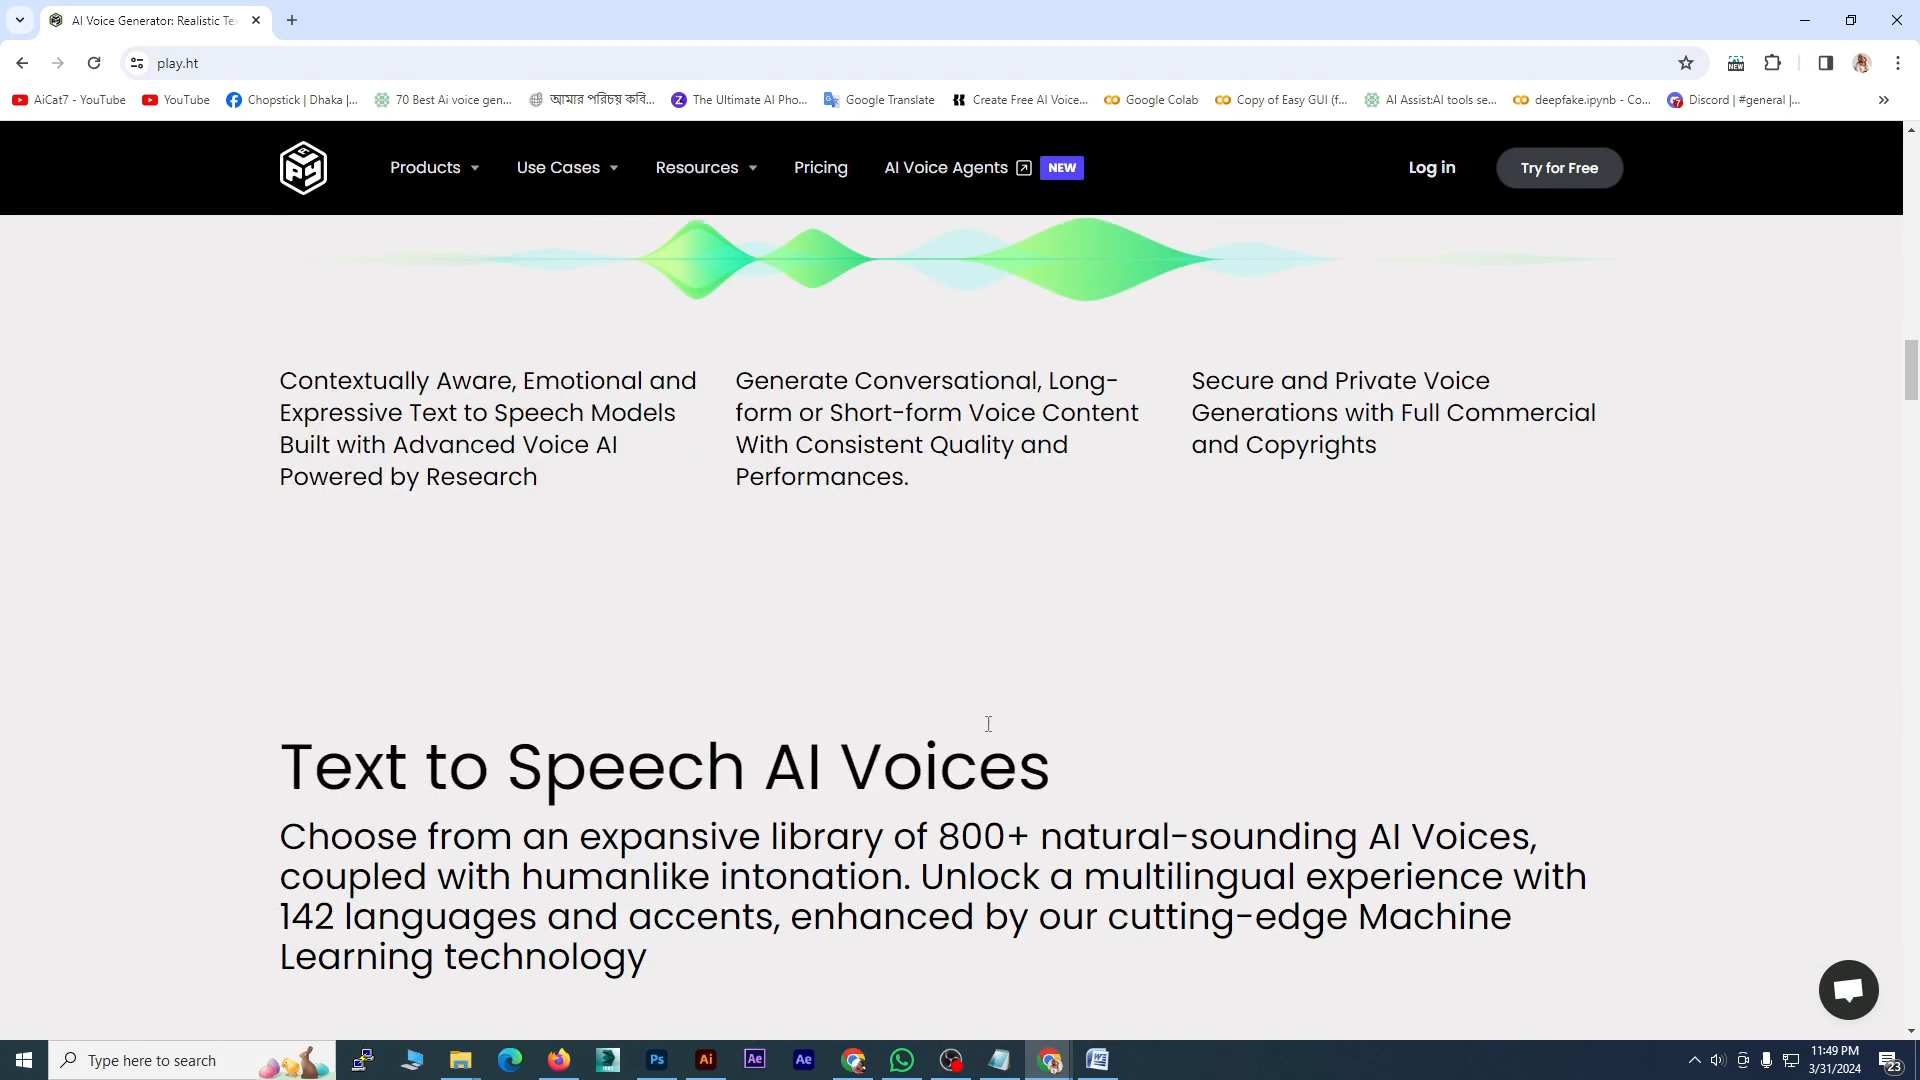 AI Voice Generator: Realistic Te
play.ht
AiCat7 - YouTube
YouTube
Chopstick | Dhaka |...
70 Best Ai voice gen...
আমার পরিচয় কবি...
The Ultimate AI Pho...
Google Translate
Create Free AI Voice...
Google Colab
Copy of Easy GUI (f...
AI Assist:AI tools se...
deepfake.ipynb - Co...
Discord | #general |...
Products
Use Cases
Resources
Pricing
AI Voice Agents
NEW
Log in
Try for Free
Contextually Aware, Emotional and
Expressive Text to Speech Models
Built with Advanced Voice AI
Powered by Research
Generate Conversational, Long-
form or Short-form Voice Content
With Consistent Quality and
Performances.
Secure and Private Voice
Generations with Full Commercial
and Copyrights
Text to Speech AI Voices
Choose from an expansive library of 800+ natural-sounding AI Voices,
coupled with humanlike intonation. Unlock a multilingual experience with
142 languages and accents, enhanced by our cutting-edge Machine
Learning technology
Type here to search
Ps
Ai
Ae
Ae
11:49 PM
3/31/2024
23